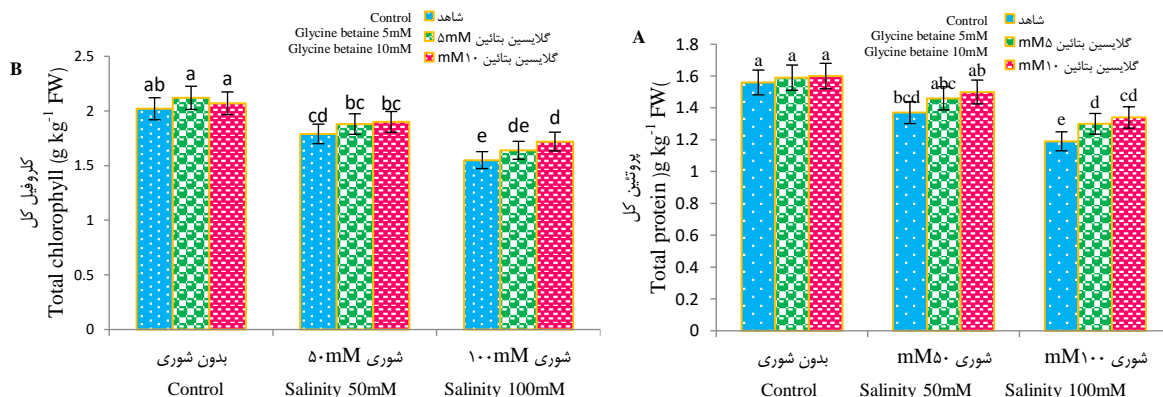 B
Control
Glycine betaine 5mM
Glycine betaine 10mM
شاهد
گلایسین بتائین ۵mM
گلایسین بتائین mM۱۰
کلروفیل کل
Total chlorophyll (g kg-1 FW)
2.5
2
1.5
1
0.5
0
ab
a
a
cd
bc
bc
e
de
d
بدون شوری
شوری ۵۰mM
شوری ۱۰۰mM
Control
Salinity 50mM
Salinity 100mM
A
Control
Glycine betaine 5mM
Glycine betaine 10mM
شاهد
گلایسین بتائین mM۵
گلایسین بتائین mM۱۰
پروتئین کل
Total protein )g kg-1 FW(
1.8
1.6
1.4
1.2
1
0.8
0.6
0.4
0.2
0
a
a
a
bcd
abc
ab
e
d
cd
بدون شوری
شوری mM۵۰
شوری mM۱۰۰
Control
Salinity 50mM
Salinity 100mM